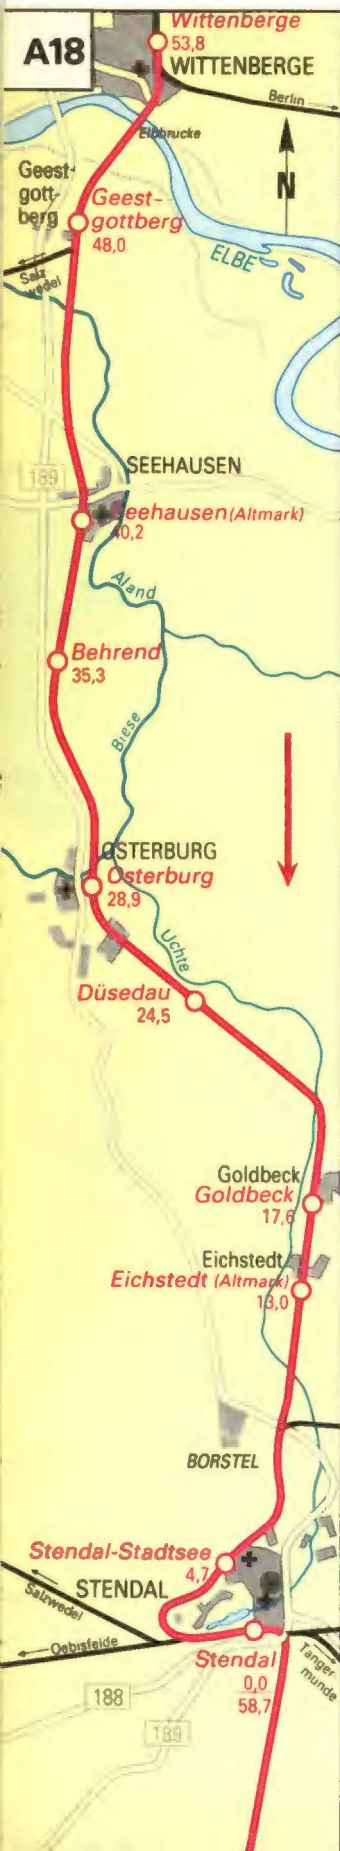 A18
Wittenberge
53,8
WITTENBERGE
Berlin
Elbbrücke
Geest-
gott-
berg
Geest-
gottberg
48,0
ELBE
N
Salz
wedel
189
SEEHAUSEN
Seehausen (Altmark)
40,2
Aland
Behrend
35,3
Biese
OSTERBURG
Osterburg
28,9
Uchte
Düsedau
24,5
Goldbeck
Goldbeck
17,6
Eichstedt
Eichstedt (Altmark)
13,0
BORSTEL
Stendal-Stadtsee
4,7
STENDAL
Salzwedel
Oebisfelde
Stendal
0,0
58,7
Tanger
munde
188
189